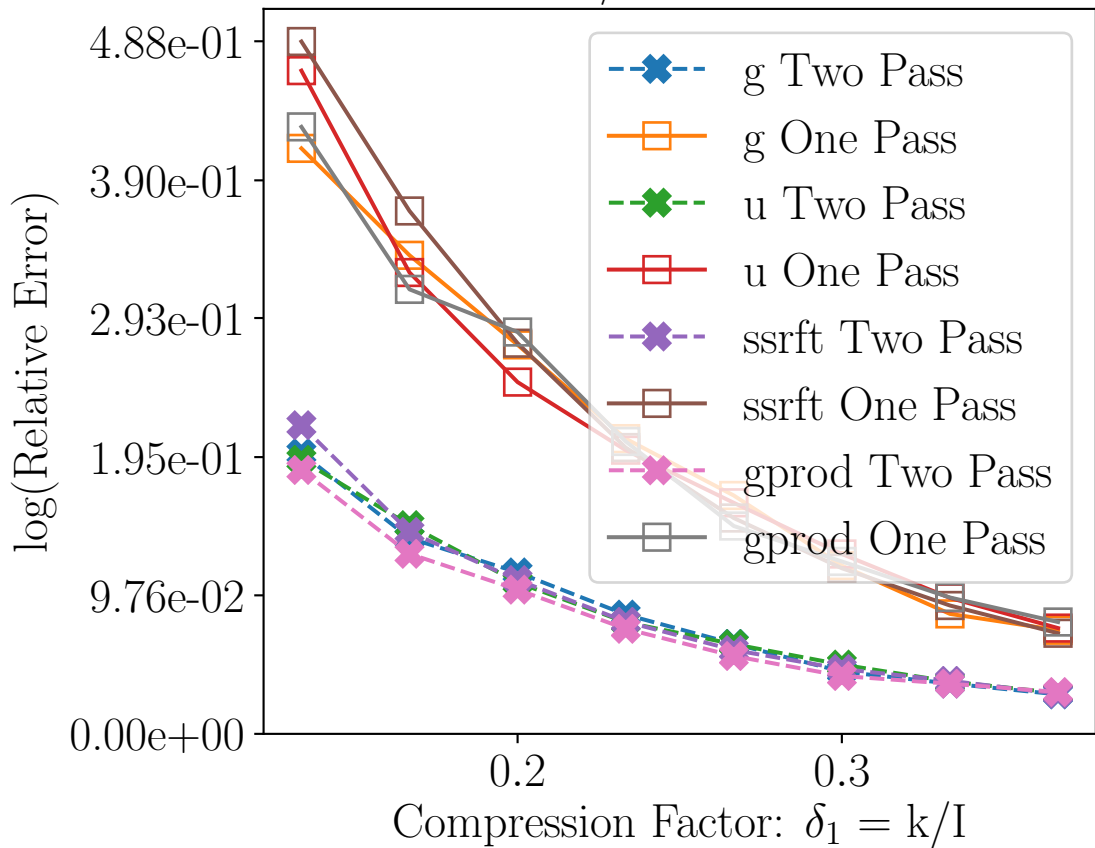 4.88e-01
3.90e-01
2.93e-01
1.95e-01
9.76e-02
0.00e+00
log(Relative Error)
g Two Pass
g One Pass
u Two Pass
u One Pass
ssrft Two Pass
ssrft One Pass
gprod Two Pass
gprod One Pass
0.2
0.3
Compression Factor: δ₁ = k/I